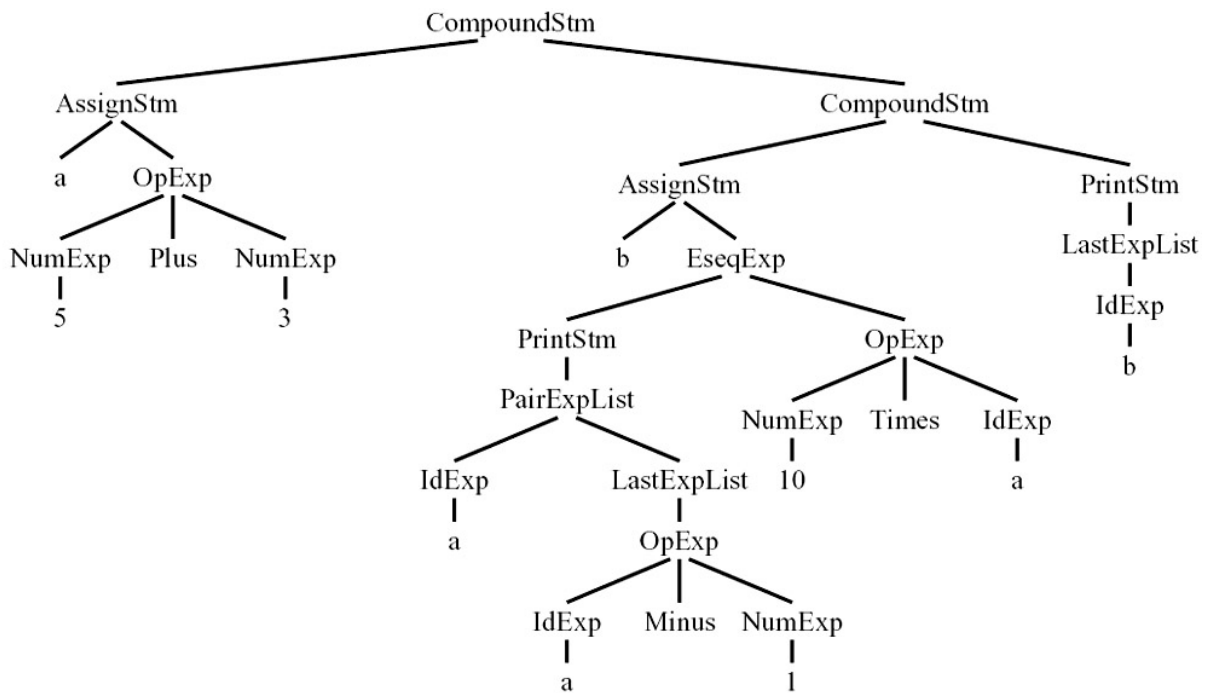 CompoundStm
AssignStm CompoundStm
a OpExp AssignStm PrintStm
NumExp Plus NumExp b EseqExp LastExpList
5 3 IdExp
PrintStm OpExp b
PairExpList NumExp Times IdExp
IdExp LastExpList 10 a
a OpExp
IdExp Minus NumExp
a 1